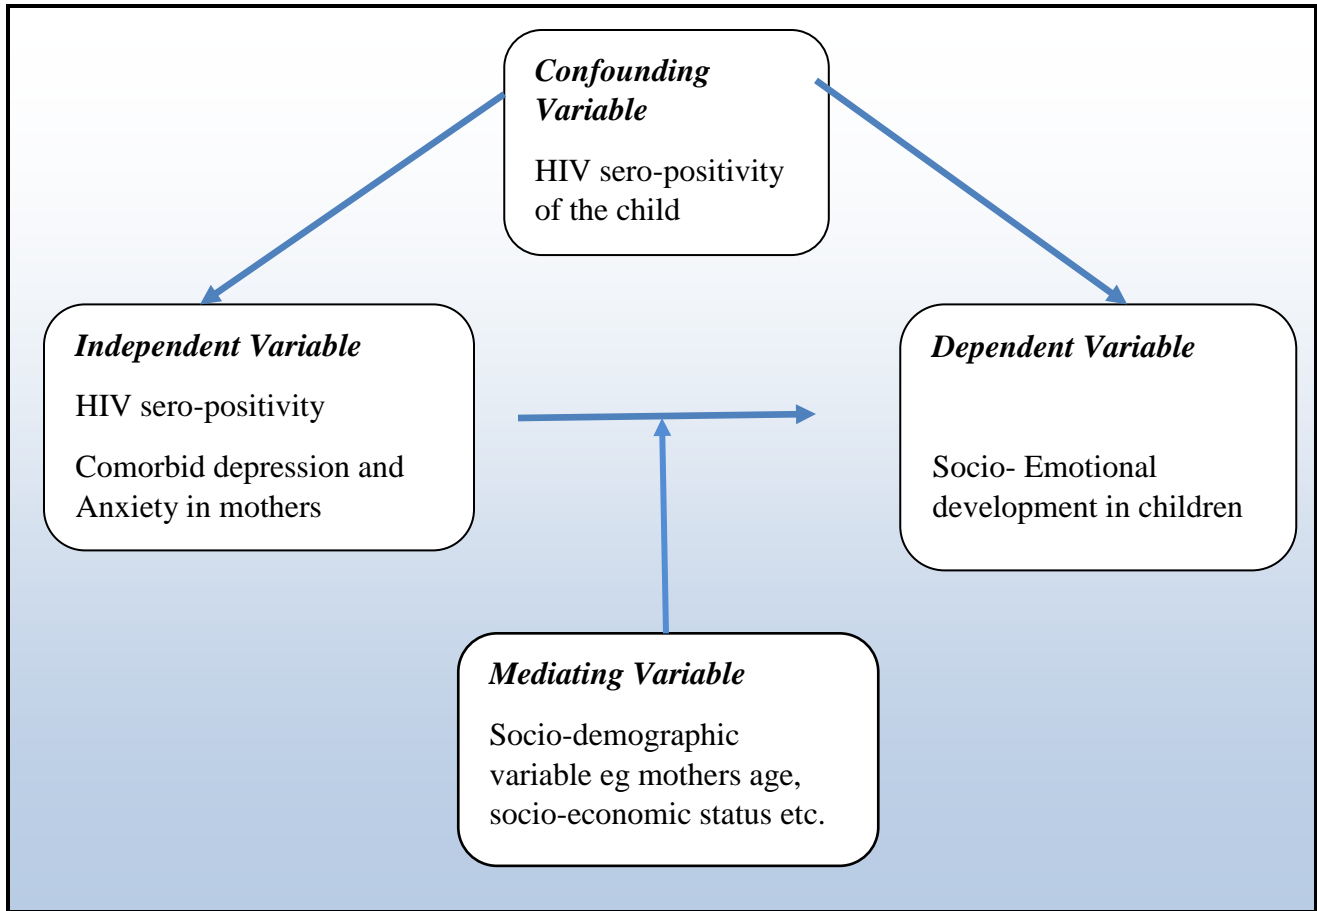 Confounding
Variable
HIV sero-positivity
of the child
Independent Variable
HIV sero-positivity
Comorbid depression and
Anxiety in mothers
Dependent Variable
Socio- Emotional
development in children
Mediating Variable
Socio-demographic
variable eg mothers age,
socio-economic status etc.